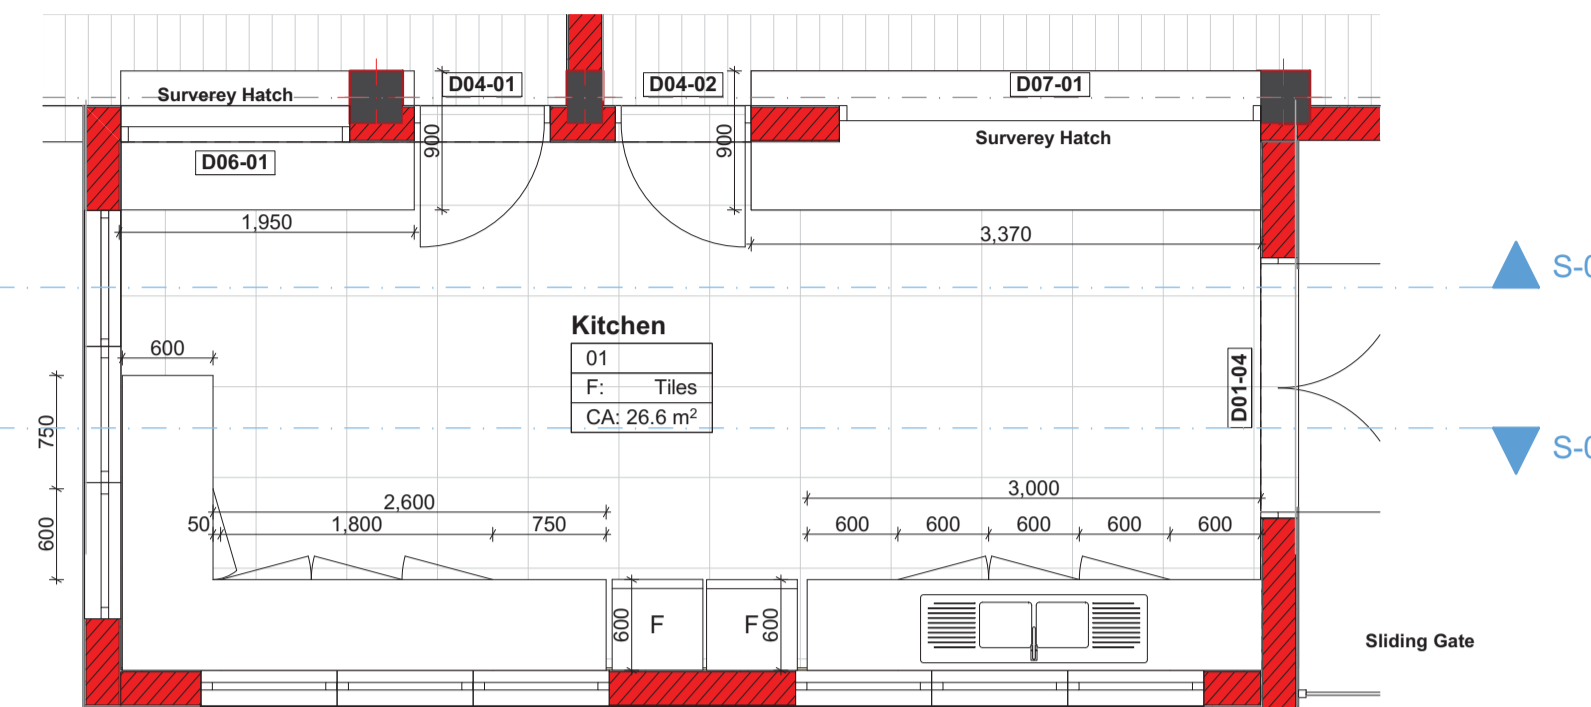 D04-01
D04-02
D07-01
Surverey Hatch
900
900
Surverey Hatch
D06-01
1,950
3,370
S-0
Kitchen
600
01
F: Tiles
CA: 26.6 m²
D01-04
750
S-0
2,600
3,000
50
1,800
750
600
600
600
600
600
600
600
F
F
600
Sliding Gate